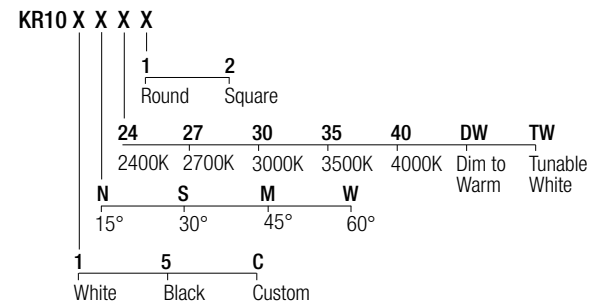 KR10 X X X X
1 2
Round Square
24 27 30 35 40 DW TW
2400K 2700K 3000K 3500K 4000K Dim to Tunable
Warm White
N S M W
15° 30° 45° 60°
1 5 C
White Black Custom